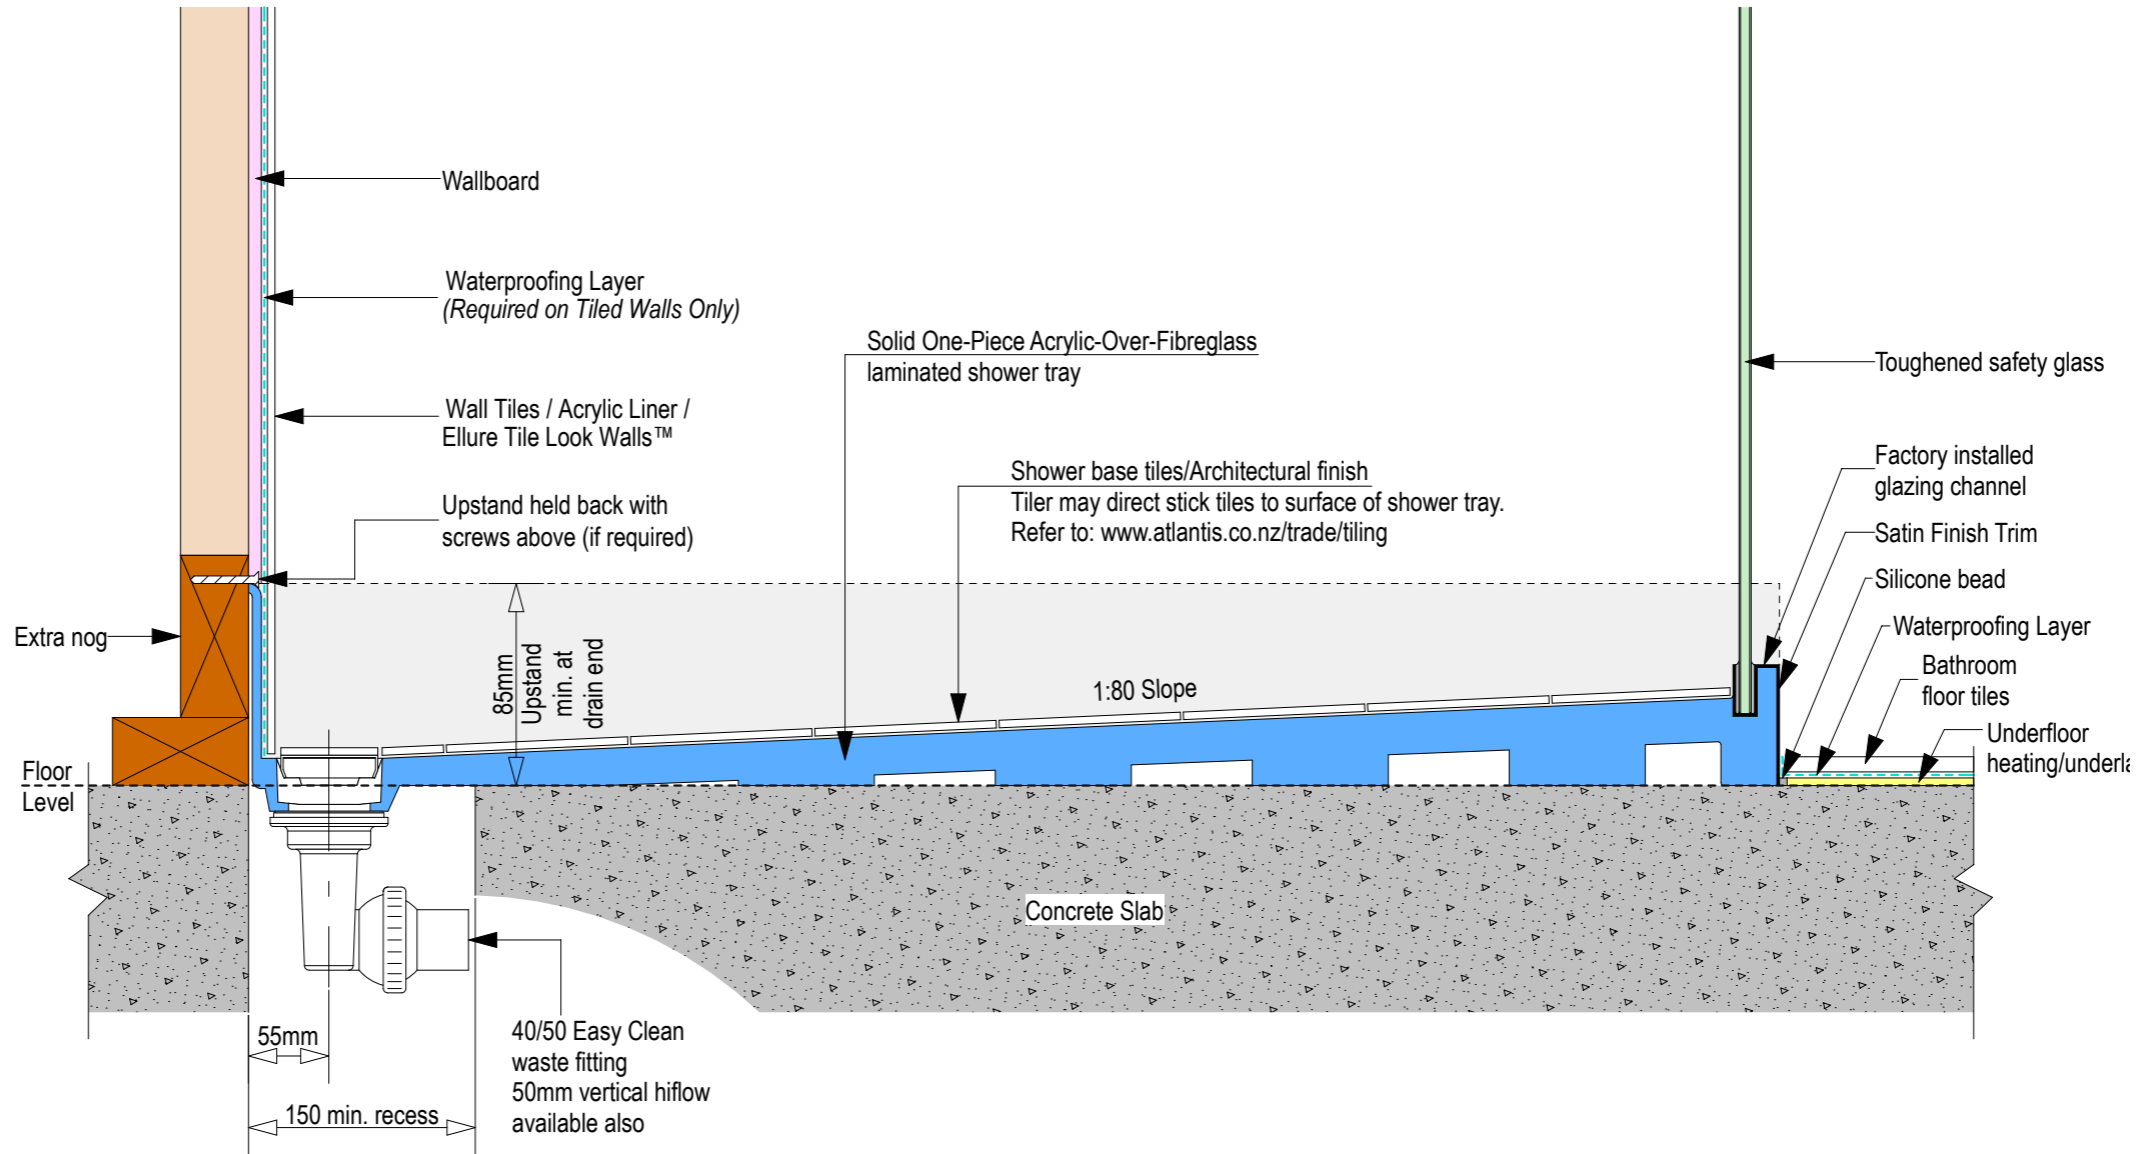 Wallboard
Waterproofing Layer
(Required on Tiled Walls Only)
Solid One-Piece Acrylic-Over-Fibreglass
laminated shower tray
Toughened safety glass
Wall Tiles / Acrylic Liner /
Ellure Tile Look Walls™
Shower base tiles/Architectural finish
Tiler may direct stick tiles to surface of shower tray.
Refer to: www.atlantis.co.nz/trade/tiling
Factory installed
glazing channel
Upstand held back with
screws above (if required)
Satin Finish Trim
Silicone bead
Extra nog
Waterproofing Layer
Bathroom
floor tiles
85mm
Upstand
min. at
drain end
1:80 Slope
Underfloor
heating/underla
Floor
Level
Concrete Slab
55mm
40/50 Easy Clean
waste fitting
50mm vertical hiflow
available also
150 min. recess